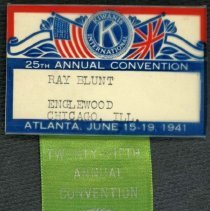 KIWANIS
K
INTERNATIONAL
25TH ANNUAL CONVENTION
RAY BLUNT
ENGLEWOOD
CHICAGO, ILL.
ATLANTA, JUNE 15-19, 1941
TWENTY-FIFTH
ANNUAL
CONVENTION